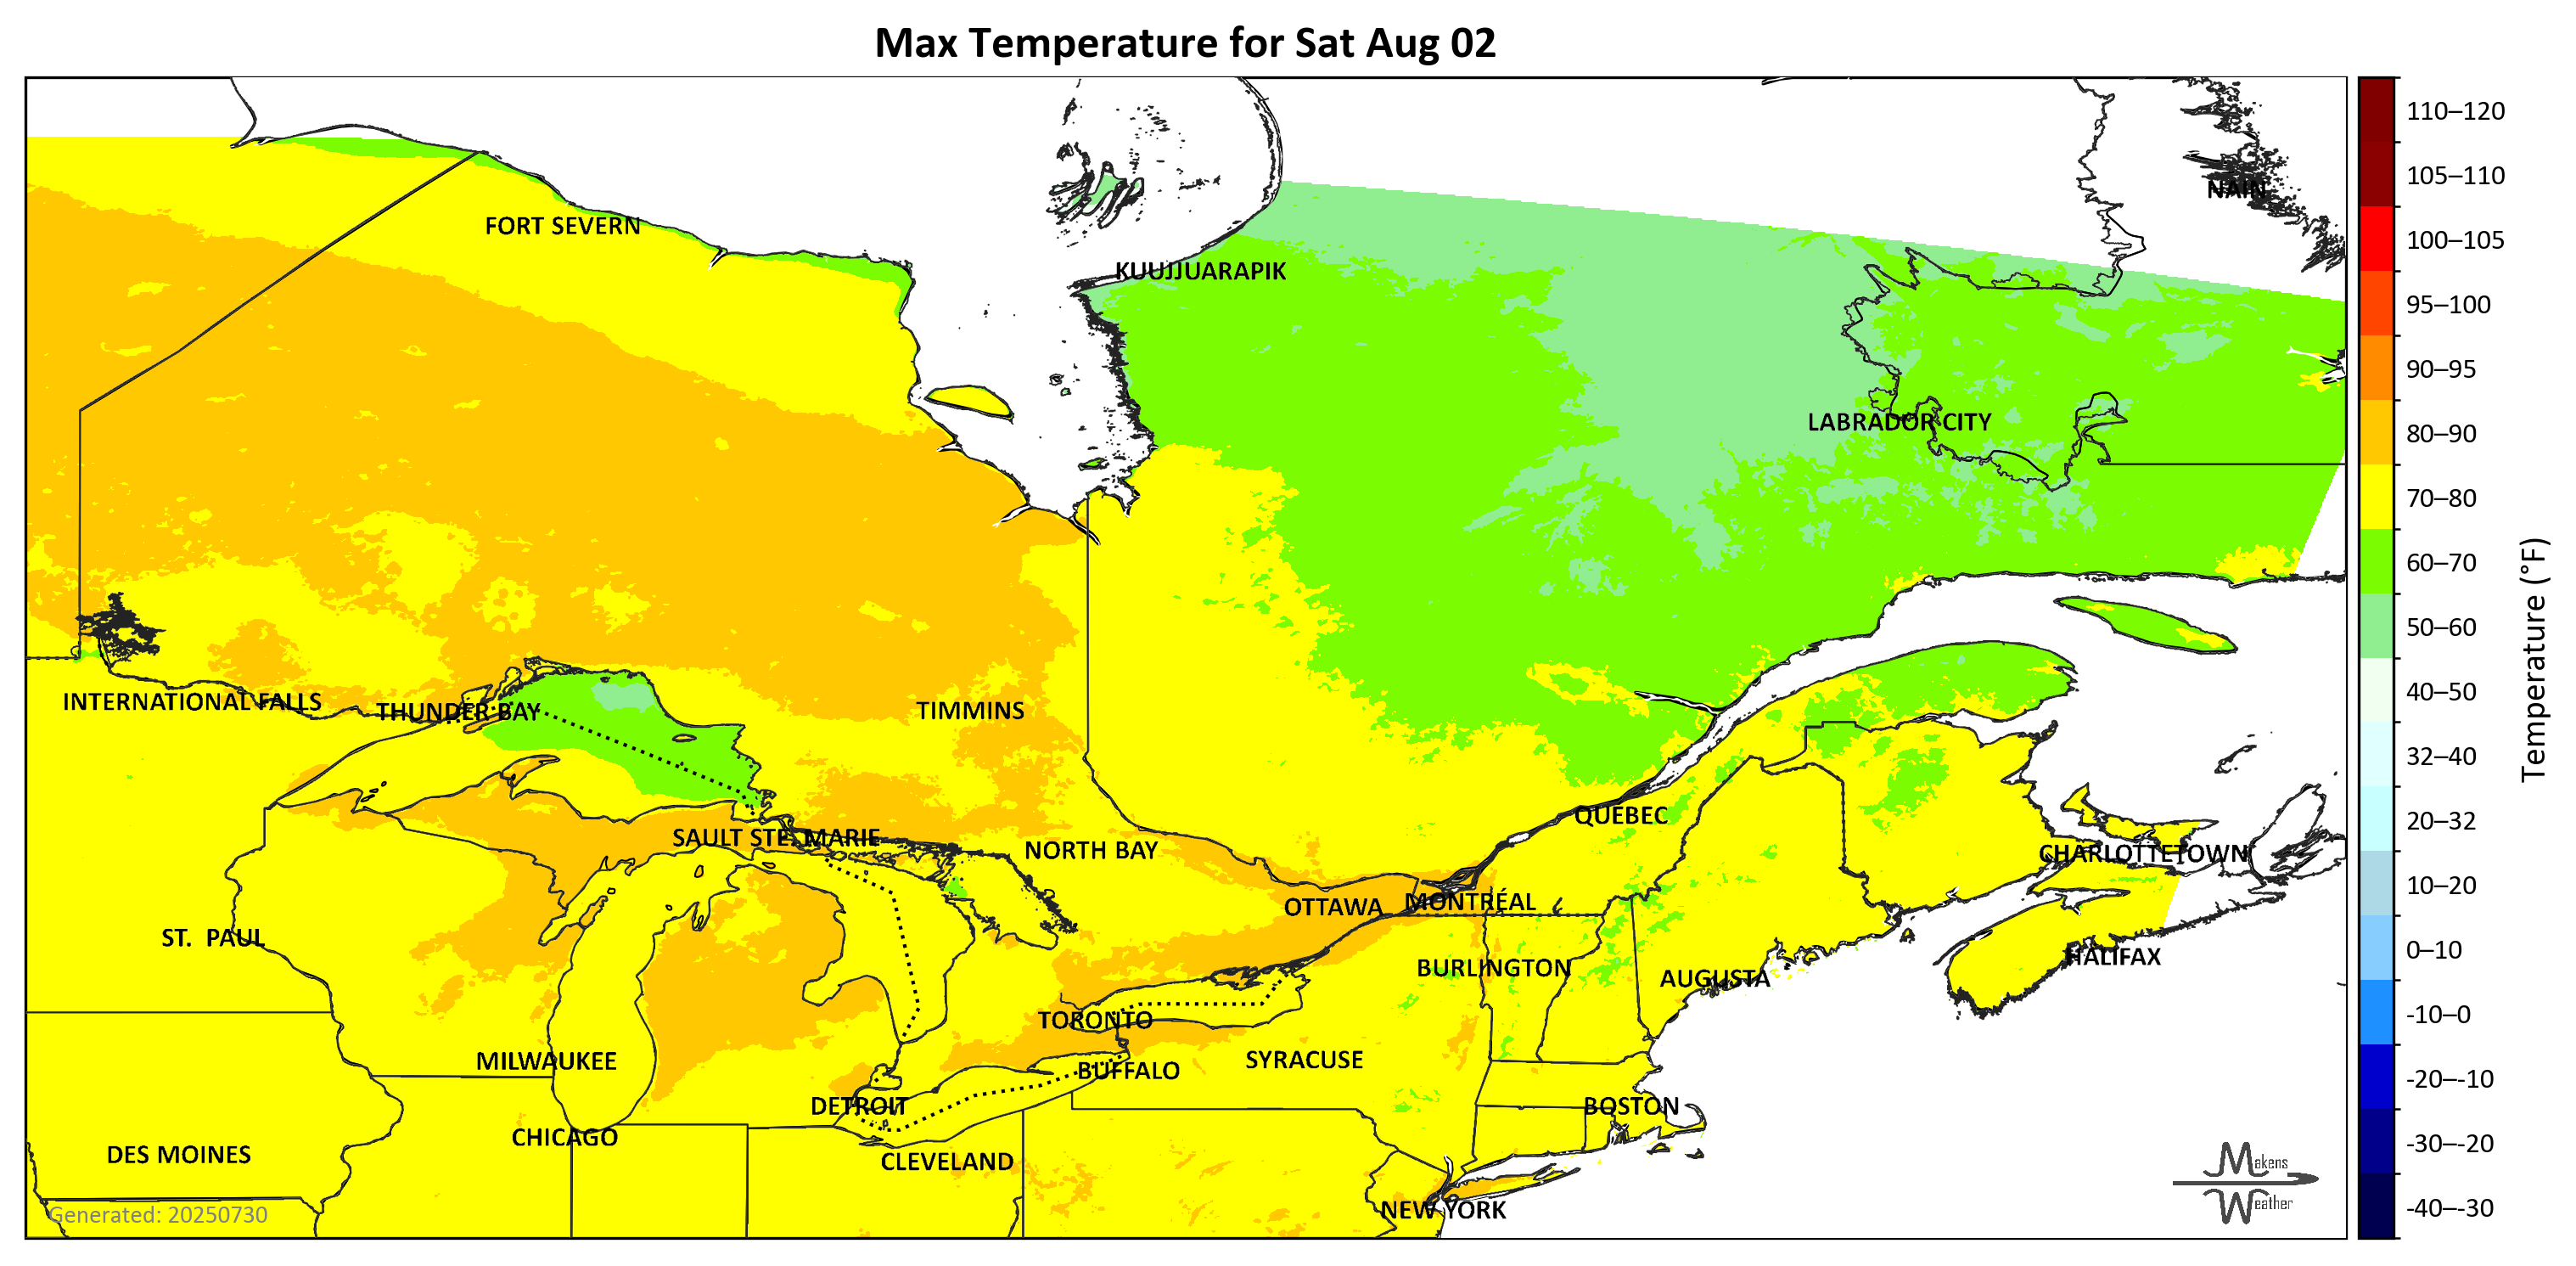 Max Temperature for Sat Aug 02
110–120
NAIN
105–110
FORT SEVERN
100–105
KUUJJUARAPIK
95–100
90–95
LABRADOR CITY
80–90
70–80
60–70
50–60
Temperature (°F)
INTERNATIONAL FALLS
THUNDER BAY
TIMMINS
40–50
32–40
QUÉBEC
20–32
SAULT STE. MARIE
NORTH BAY
CHARLOTTETOWN
10–20
OTTAWA
MONTRÉAL
ST. PAUL
0–10
BURLINGTON
AUGUSTA
HALIFAX
-10–0
TORONTO
MILWAUKEE
BUFFALO
SYRACUSE
-20–-10
DETROIT
BOSTON
CHICAGO
-30–-20
DES MOINES
CLEVELAND
Makens
Weather
NEW YORK
-40–-30
Generated: 20250730